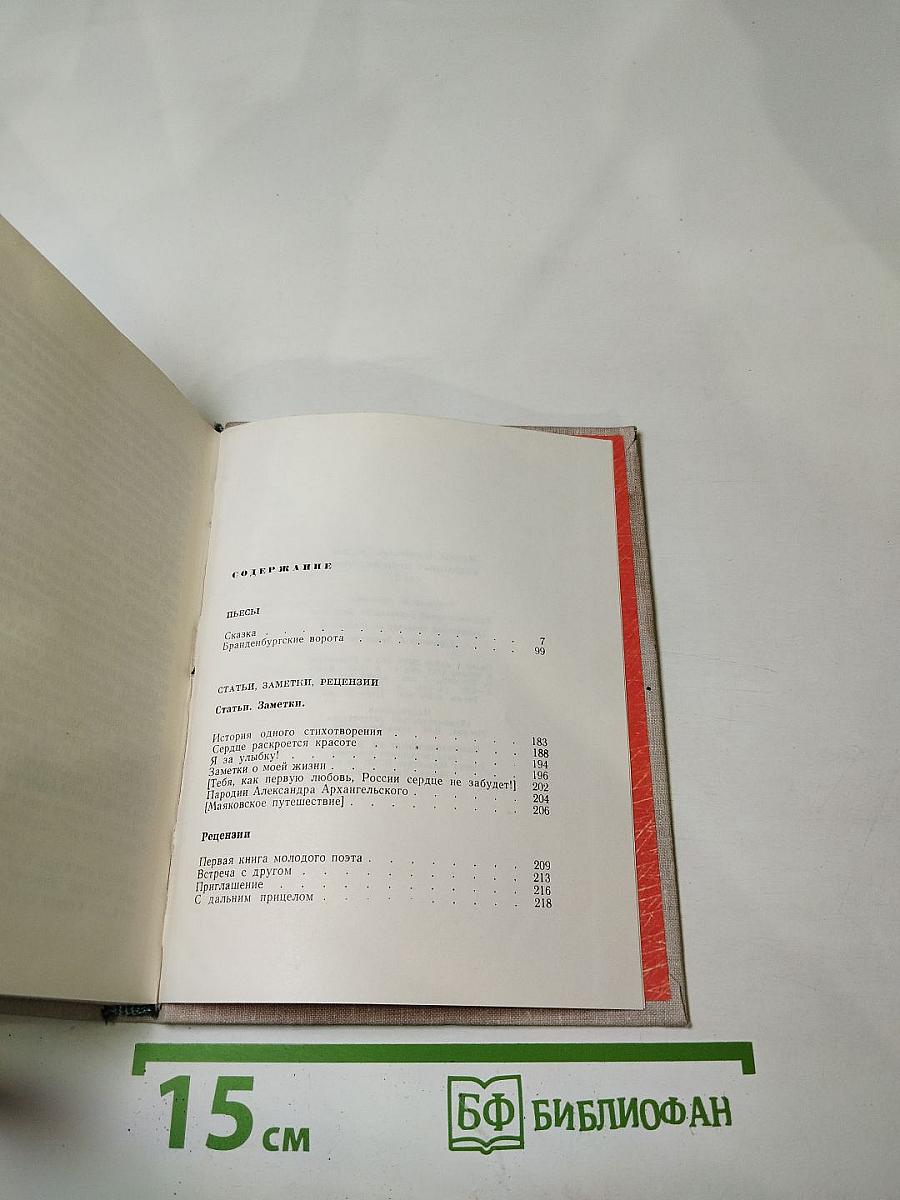 СОДЕРЖАНИЕ
ПЬЕСЫ
Сказка . . . . . . . . . . . . . 7
Бранденбургские ворота . . . . . . . . . 99
СТАТЬИ, ЗАМЕТКИ, РЕЦЕНЗИИ
Статьи. Заметки.
История одного стихотворения . . . . . . . 183
Сердце раскроется красоте . . . . . . . . 188
Я за улыбку! . . . . . . . . . . . 194
Заметки о моей жизни . . . . . . . . . 196
[Тебя, как первую любовь, России сердце не забудет!] 202
Пародии Александра Архангельского . . . . . . 204
[Маяковское путешествие] . . . . . . . . 206
Рецензии
Первая книга молодого поэта . . . . . . . . 209
Встреча с другом . . . . . . . . . . 213
Приглашение . . . . . . . . . . . 216
С дальним прицелом . . . . . . . . . 218
15 см
БФ БИБЛИОФАН